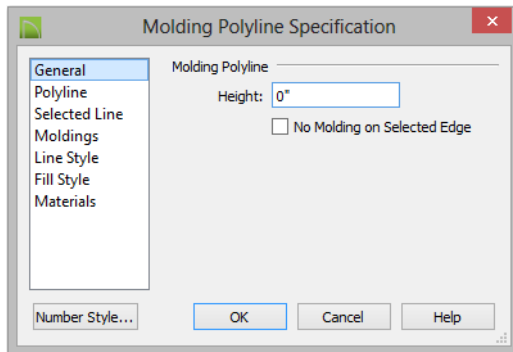 Molding Polyline Specification
General
Polyline
Selected Line
Moldings
Line Style
Fill Style
Materials
Molding Polyline
Height: 0"
No Molding on Selected Edge
Number Style...
OK
Cancel
Help